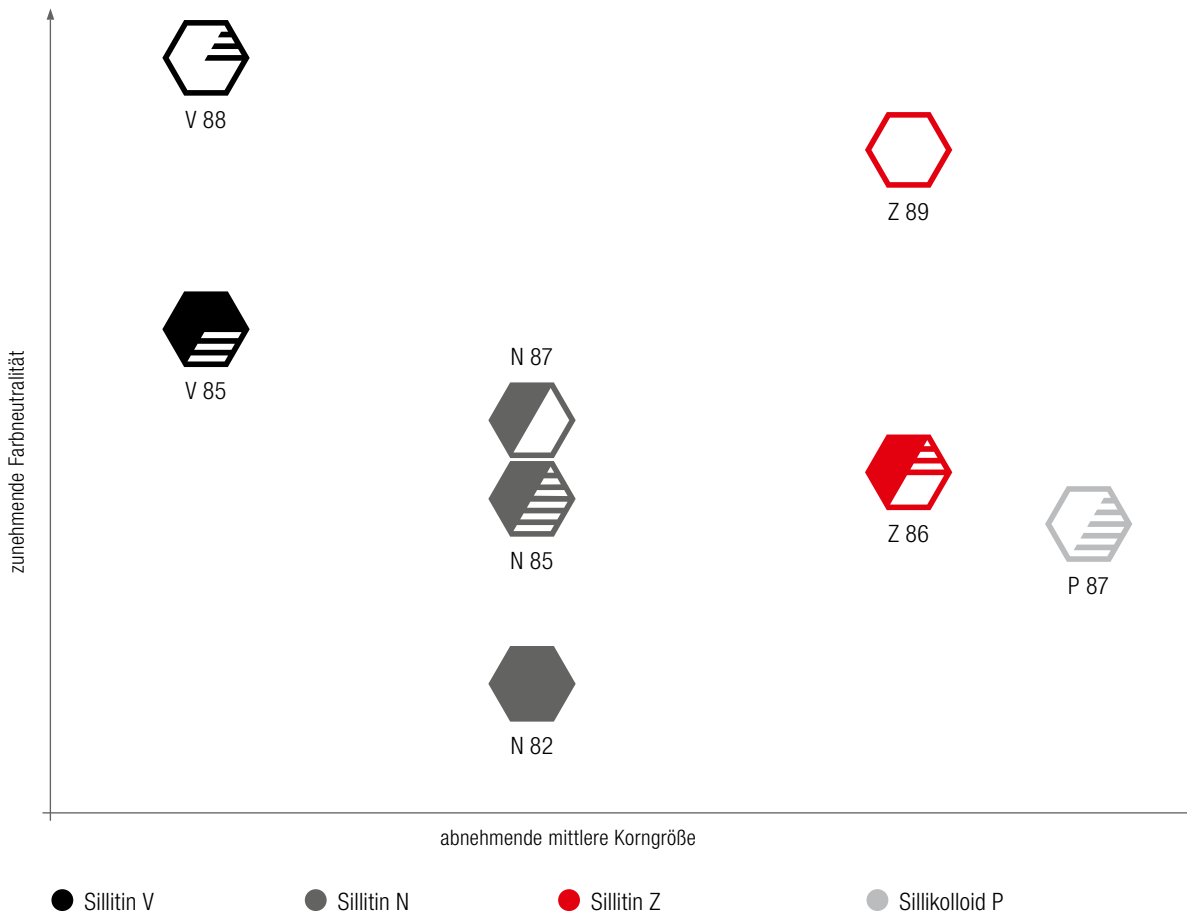 V 88
Z 89
V 85
N 87
N 85
Z 86
P 87
N 82
zunehmende Farbneutralität
abnehmende mittlere Korngröße
Sillitin V
Sillitin N
Sillitin Z
Sillikolloid P